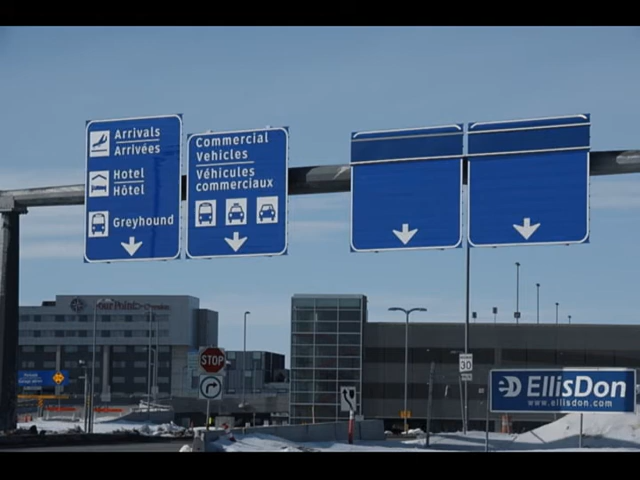 Arrivals
Arrivées
Hotel
Hôtel
Greyhound
Commercial
Vehicles
Véhicules
commerciaux
STOP
30
EllisDon
www.ellisdon.com